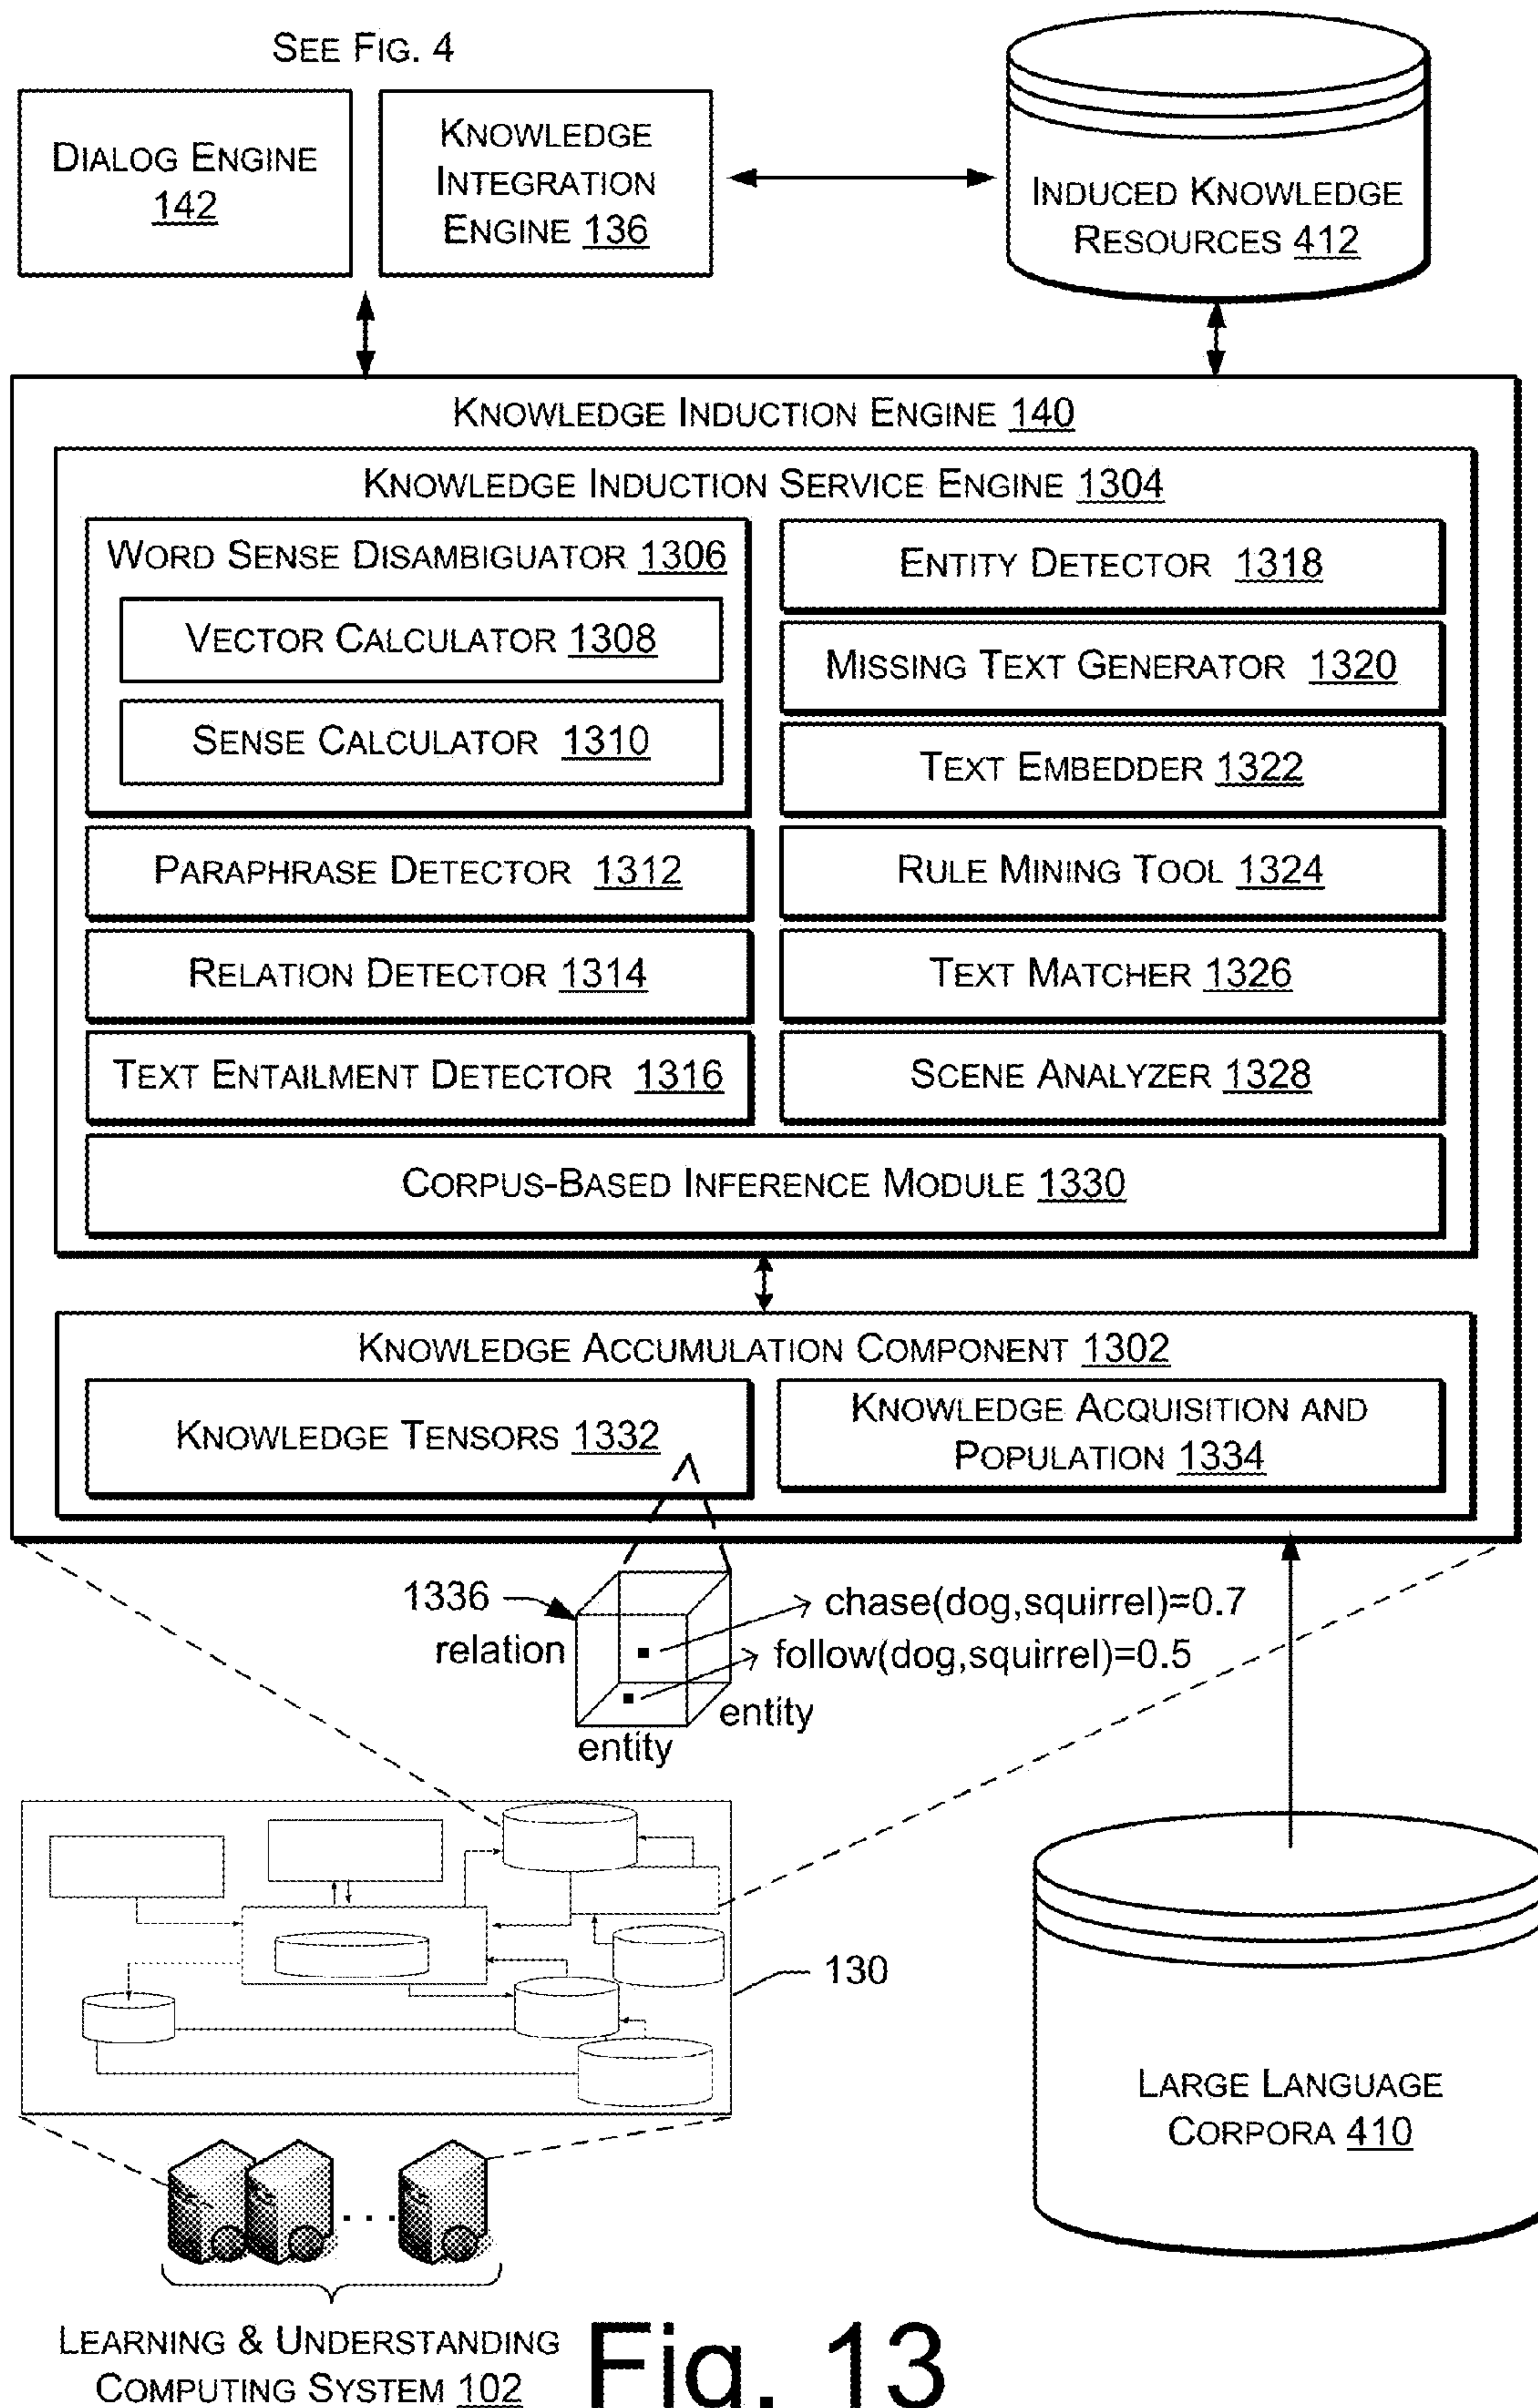 SEE FIG. 4
DIALOG ENGINE
142
KNOWLEDGE
INTEGRATION
ENGINE 136
INDUCED KNOWLEDGE
RESOURCES 412
KNOWLEDGE INDUCTION ENGINE 140
KNOWLEDGE INDUCTION SERVICE ENGINE 1304
WORD SENSE DISAMBIGUATOR 1306
VECTOR CALCULATOR 1308
SENSE CALCULATOR 1310
PARAPHRASE DETECTOR 1312
RELATION DETECTOR 1314
TEXT ENTAILMENT DETECTOR 1316
ENTITY DETECTOR 1318
MISSING TEXT GENERATOR 1320
TEXT EMBEDDER 1322
RULE MINING TOOL 1324
TEXT MATCHER 1326
SCENE ANALYZER 1328
CORPUS-BASED INFERENCE MODULE 1330
KNOWLEDGE ACCUMULATION COMPONENT 1302
KNOWLEDGE TENSORS 1332
KNOWLEDGE ACQUISITION AND
POPULATION 1334
1336
relation
chase(dog,squirrel)=0.7
follow(dog,squirrel)=0.5
entity
entity
130
LARGE LANGUAGE
CORPORA 410
LEARNING & UNDERSTANDING
COMPUTING SYSTEM 102
Fig. 13